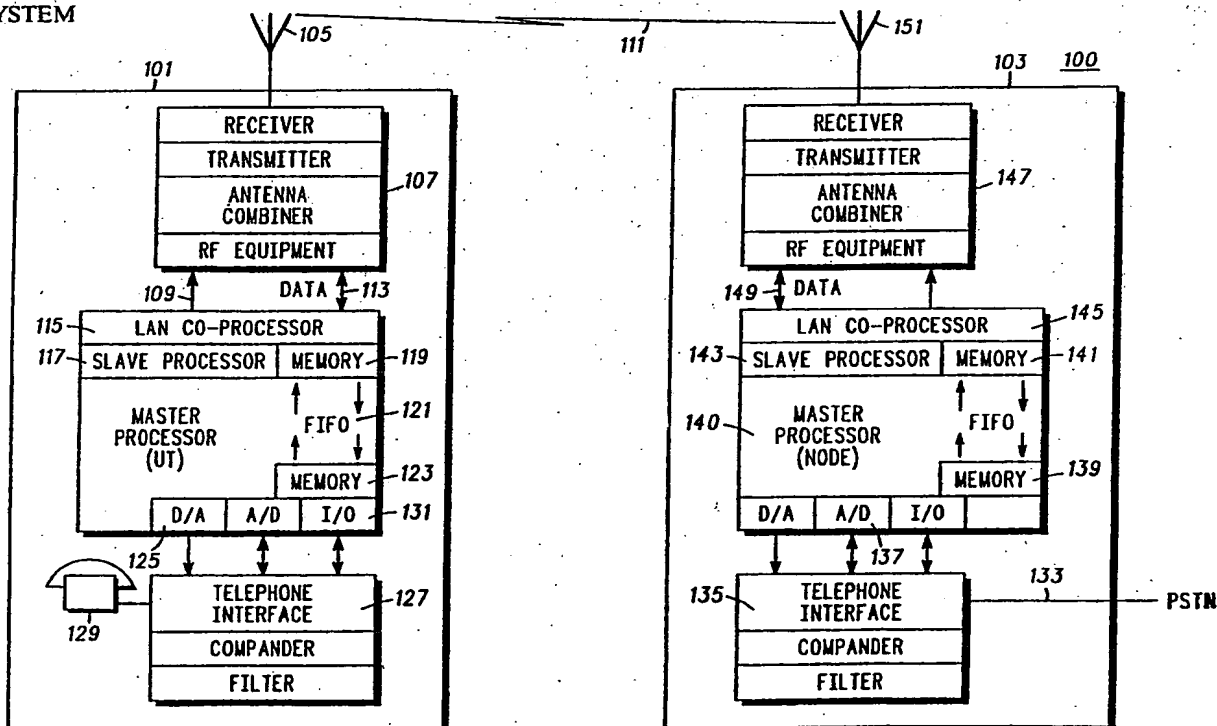 YSTEM
105
111
151
101
103
100
RECEIVER
TRANSMITTER
ANTENNA
COMBINER
RF EQUIPMENT
107
109
DATA
113
115
LAN CO-PROCESSOR
117
SLAVE PROCESSOR
MEMORY
119
MASTER
PROCESSOR
(UT)
FIFO
121
MEMORY
123
D/A
A/D
I/O
131
125
129
TELEPHONE
INTERFACE
127
COMPANDER
FILTER
RECEIVER
TRANSMITTER
ANTENNA
COMBINER
RF EQUIPMENT
147
149
DATA
LAN CO-PROCESSOR
145
143
SLAVE PROCESSOR
MEMORY
141
140
MASTER
PROCESSOR
(NODE)
FIFO
MEMORY
139
D/A
A/D
I/O
137
135
TELEPHONE
INTERFACE
133
PSTN
COMPANDER
FILTER